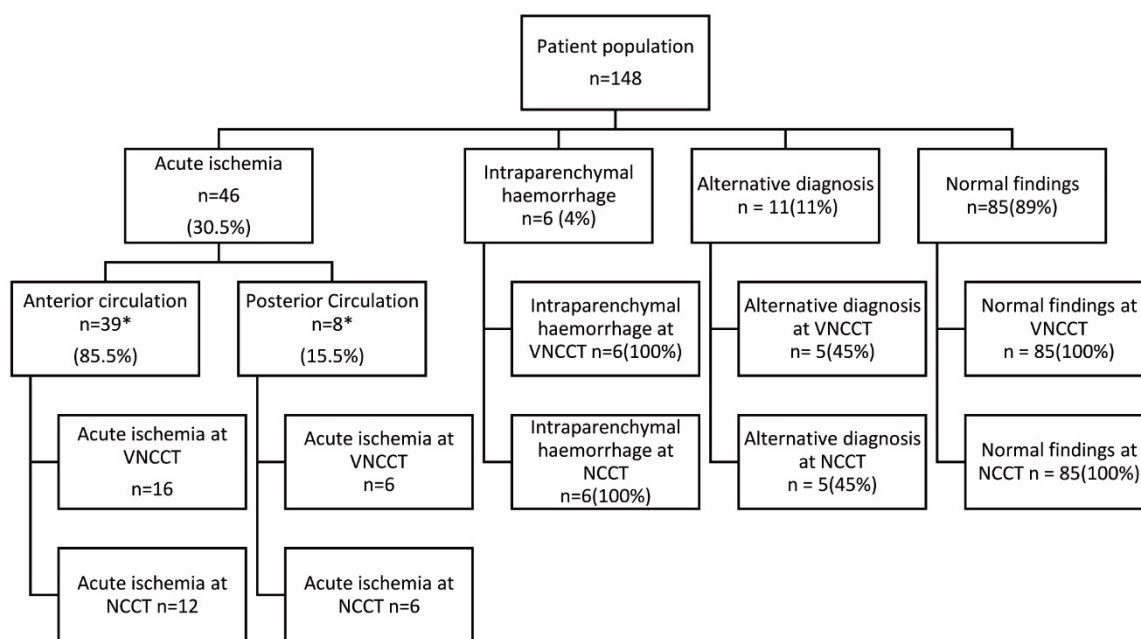 Patient population
n=148
Acute ischemia
n=46
(30.5%)
Intraparenchymal
haemorrhage
n=6 (4%)
Alternative diagnosis
n = 11(11%)
Normal findings
n=85(89%)
Anterior circulation
n=39*
(85.5%)
Posterior Circulation
n=8*
(15.5%)
Intraparenchymal
haemorrhage at
VNCCT n=6(100%)
Alternative diagnosis
at VNCCT
n= 5(45%)
Normal findings at
VNCCT
n = 85(100%)
Acute ischemia at
VNCCT
n=16
Acute ischemia at
VNCCT
n=6
Intraparenchymal
haemorrhage at
NCCT
n=6(100%)
Alternative diagnosis
at NCCT
n = 5(45%)
Normal findings at
NCCT n = 85(100%)
Acute ischemia at
NCCT n=12
Acute ischemia at
NCCT n=6